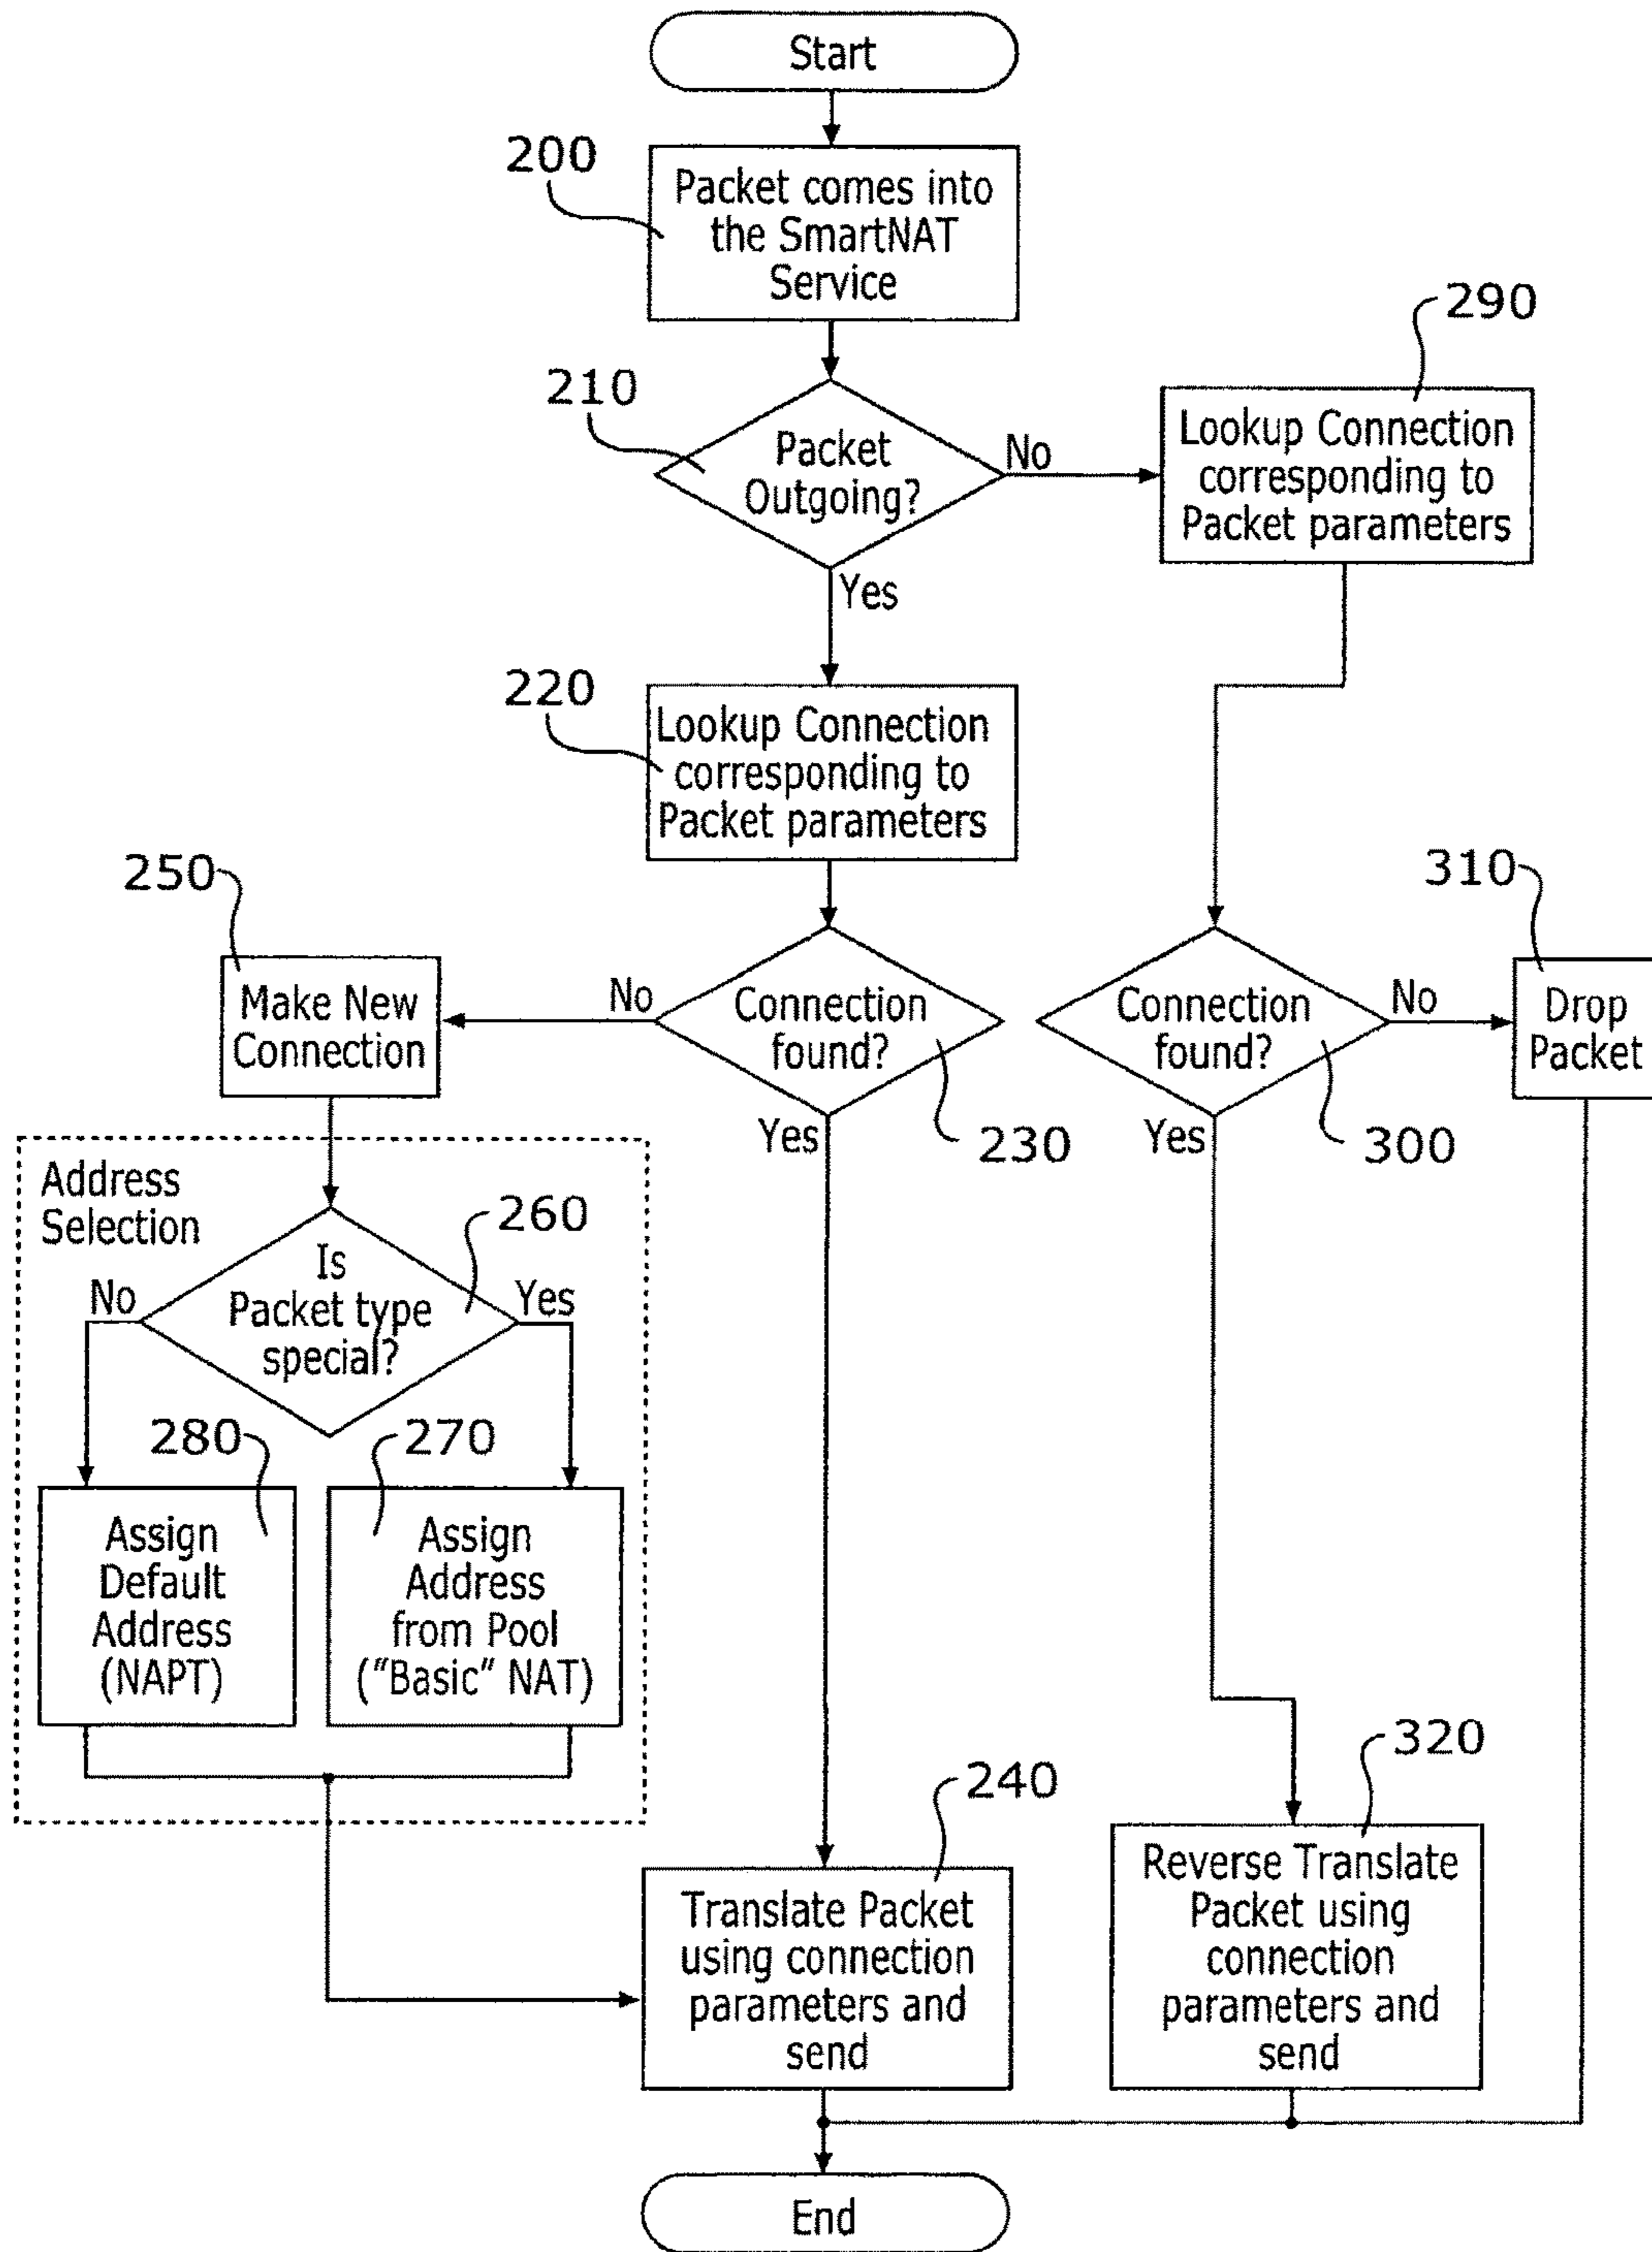 Start
200
Packet comes into
the SmartNAT
Service
290
210
Packet
Outgoing?
No
Lookup Connection
corresponding to
Packet parameters
Yes
220
Lookup Connection
corresponding to
Packet parameters
250
310
Make New
Connection
No
Connection
found?
Connection
found?
No
Drop
Packet
Yes
230
Yes
300
Address
Selection
260
Is
Packet type
special?
No
Yes
280
270
Assign
Default
Address
(NAPT)
Assign
Address
from Pool
("Basic" NAT)
240
320
Translate Packet
using connection
parameters and
send
Reverse Translate
Packet using
connection
parameters and
send
End